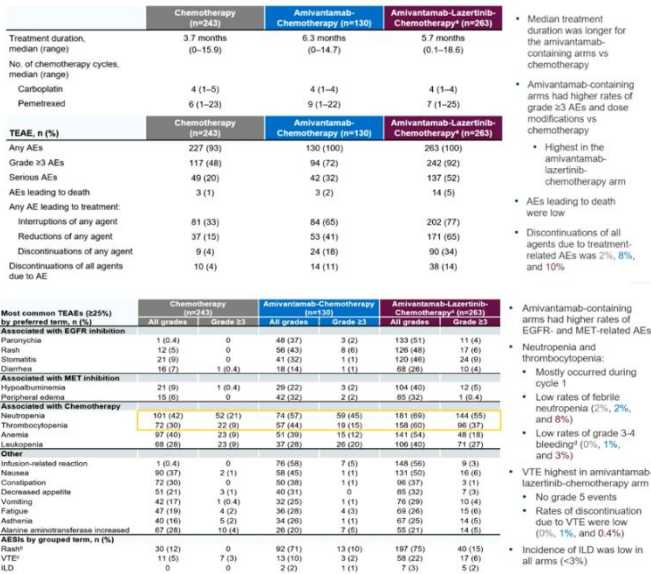 Chemotherapy (n=243) Amivantamab-Chemotherapy (n=130) Amivantamab-Lazertinib-Chemotherapyª (n=263)
Treatment duration, median (range) 3.7 months (0–15.9) 6.3 months (0–14.7) 5.7 months (0.1–18.6)
No. of chemotherapy cycles, median (range)
Carboplatin 4 (1–5) 4 (1–4) 4 (1–4)
Pemetrexed 6 (1–23) 9 (1–22) 7 (1–25)
TEAE, n (%) Chemotherapy (n=243) Amivantamab-Chemotherapy (n=130) Amivantamab-Lazertinib-Chemotherapyª (n=263)
Any AEs 227 (93) 130 (100) 263 (100)
Grade ≥3 AEs 117 (48) 94 (72) 242 (92)
Serious AEs 49 (20) 42 (32) 137 (52)
AEs leading to death 3 (1) 3 (2) 14 (5)
Any AE leading to treatment:
Interruptions of any agent 81 (33) 84 (65) 202 (77)
Reductions of any agent 37 (15) 53 (41) 171 (65)
Discontinuations of any agent 9 (4) 24 (18) 90 (34)
Discontinuations of all agents due to AE 10 (4) 14 (11) 38 (14)
• Median treatment
duration was longer for
the amivantamab-
containing arms vs
chemotherapy
• Amivantamab-containing
arms had higher rates of
grade ≥3 AEs and dose
modifications vs
chemotherapy
• Highest in the
amivantamab-
lazertinib-
chemotherapy arm
• AEs leading to death
were low
• Discontinuations of all
agents due to treatment-
related AEs was 2%, 8%,
and 10%
Most common TEAEs (≥25%) by preferred term, n (%) Chemotherapy (n=243) Amivantamab-Chemotherapy (n=130) Amivantamab-Lazertinib-Chemotherapyª (n=263)
All grades Grade ≥3 All grades Grade ≥3 All grades Grade ≥3
Associated with EGFR inhibition
Paronychia 1 (0.4) 0 48 (37) 3 (2) 133 (51) 11 (4)
Rash 12 (5) 0 56 (43) 8 (6) 126 (48) 17 (6)
Stomatitis 21 (9) 0 41 (32) 1 (1) 120 (46) 24 (9)
Diarrhea 16 (7) 1 (0.4) 18 (14) 1 (1) 68 (26) 10 (4)
Associated with MET inhibition
Hypoalbuminemia 21 (9) 1 (0.4) 29 (22) 3 (2) 104 (40) 12 (5)
Peripheral edema 15 (6) 0 42 (32) 2 (2) 85 (32) 1 (0.4)
Associated with Chemotherapy
Neutropenia 101 (42) 52 (21) 74 (57) 59 (45) 181 (69) 144 (55)
Thrombocytopenia 72 (30) 22 (9) 57 (44) 19 (15) 158 (60) 96 (37)
Anemia 97 (40) 23 (9) 51 (39) 15 (12) 141 (54) 48 (18)
Leukopenia 68 (28) 23 (9) 37 (28) 26 (20) 106 (40) 71 (27)
Other
Infusion-related reaction 1 (0.4) 0 76 (58) 7 (5) 148 (56) 9 (3)
Nausea 90 (37) 2 (1) 58 (45) 1 (1) 131 (50) 16 (6)
Constipation 72 (30) 0 50 (38) 1 (1) 96 (37) 3 (1)
Decreased appetite 51 (21) 3 (1) 40 (31) 0 85 (32) 7 (3)
Vomiting 42 (17) 1 (0.4) 32 (25) 1 (1) 76 (29) 10 (4)
Fatigue 47 (19) 4 (2) 36 (28) 4 (3) 69 (26) 15 (6)
Asthenia 40 (16) 5 (2) 34 (26) 1 (1) 67 (25) 14 (5)
Alanine aminotransferase increased 67 (28) 10 (4) 26 (20) 7 (5) 55 (21) 14 (5)
AESIs by grouped term, n (%)
Rashᵇ 30 (12) 0 92 (71) 13 (10) 197 (75) 40 (15)
VTEᶜ 11 (5) 7 (3) 13 (10) 3 (2) 58 (22) 17 (6)
ILD 0 0 2 (2) 1 (1) 7 (3) 5 (2)
• Amivantamab-containing
arms had higher rates of
EGFR- and MET-related AEs
• Neutropenia and
thrombocytopenia:
• Mostly occurred during
cycle 1
• Low rates of febrile
neutropenia (2%, 2%,
and 8%)
• Low rates of grade 3-4
bleedingᵈ (0%, 1%,
and 3%)
• VTE highest in amivantamab-
lazertinib-chemotherapy arm
• No grade 5 events
• Rates of discontinuation
due to VTE were low
(0%, 1%, and 0.4%)
• Incidence of ILD was low in
all arms (<3%)